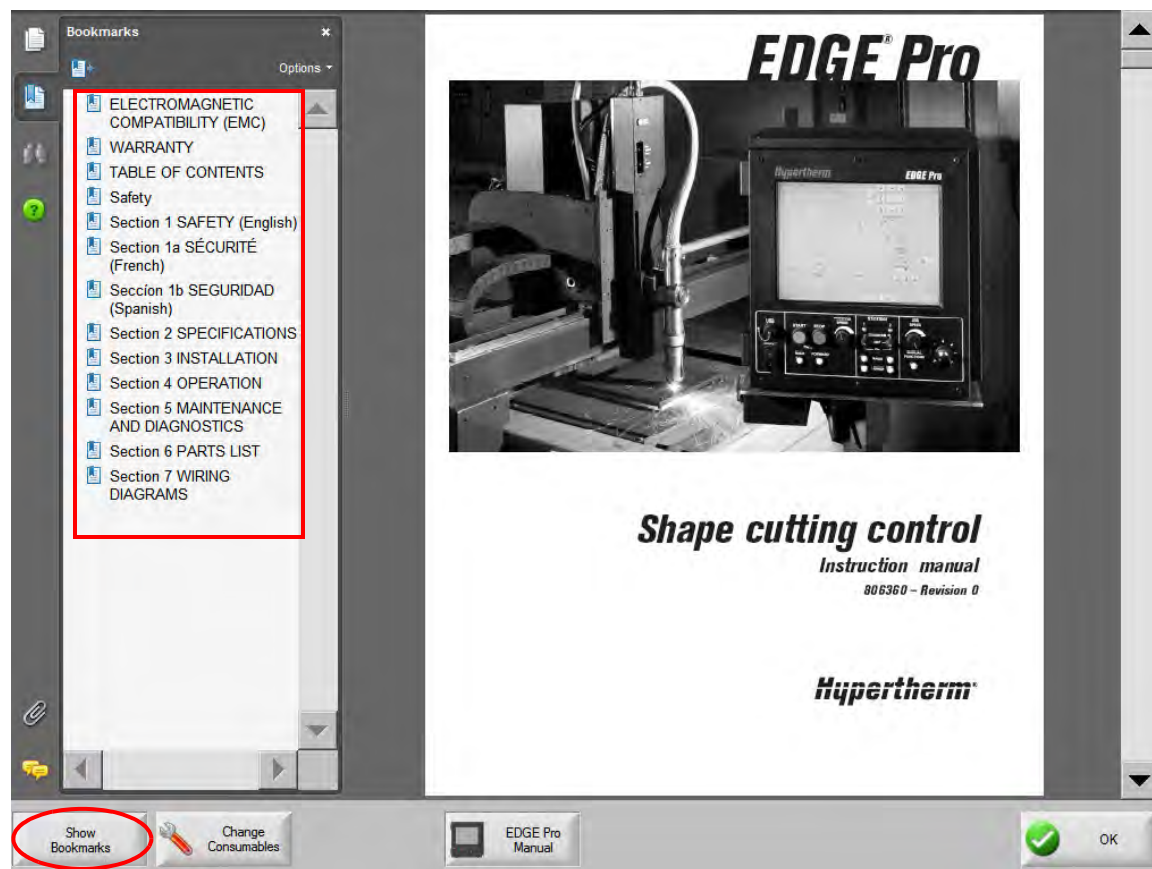 Bookmarks
Options
ELECTROMAGNETIC
COMPATIBILITY (EMC)
WARRANTY
TABLE OF CONTENTS
Safety
Section 1 SAFETY (English)
Section 1a SÉCURITÉ
(French)
Seccíon 1b SEGURIDAD
(Spanish)
Section 2 SPECIFICATIONS
Section 3 INSTALLATION
Section 4 OPERATION
Section 5 MAINTENANCE
AND DIAGNOSTICS
Section 6 PARTS LIST
Section 7 WIRING
DIAGRAMS
EDGE® Pro
Hypertherm EDGE Pro
Shape cutting control
Instruction manual
806360 – Revision 0
Hypertherm®
Show
Bookmarks
Change
Consumables
EDGE Pro
Manual
OK